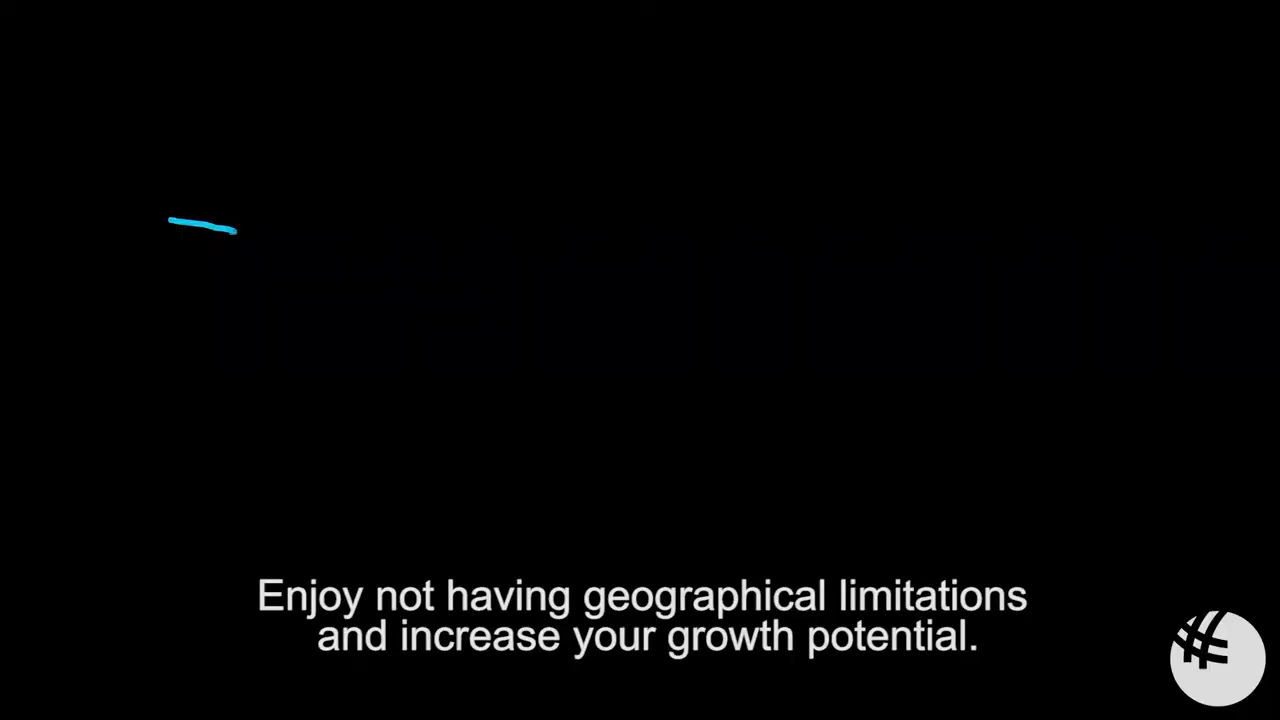 Enjoy not having geographical limitations
and increase your growth potential.